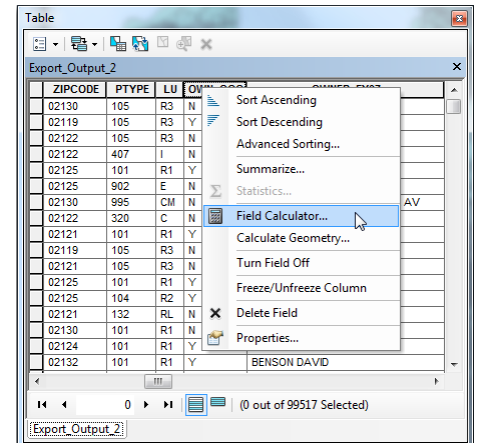 Table
Export_Output_2
ZIPCODE PTYPE LU
02130 105 R3 N
02119 105 R3 Y
02122 105 R3 N
02122 407 I N
02125 101 R1 Y
02125 902 E N
02130 995 CM N AV
02122 320 C N
02121 101 R1 Y
02119 105 R3 N
02121 105 R3 N
02125 101 R1 Y
02125 104 R2 Y
02121 132 RL N
02130 101 R1 N
02124 101 R1 Y
02132 101 R1 Y BENSON DAVID
Sort Ascending
Sort Descending
Advanced Sorting...
Summarize...
Statistics...
Field Calculator...
Calculate Geometry...
Turn Field Off
Freeze/Unfreeze Column
Delete Field
Properties...
0 (0 out of 99517 Selected)
Export_Output_2